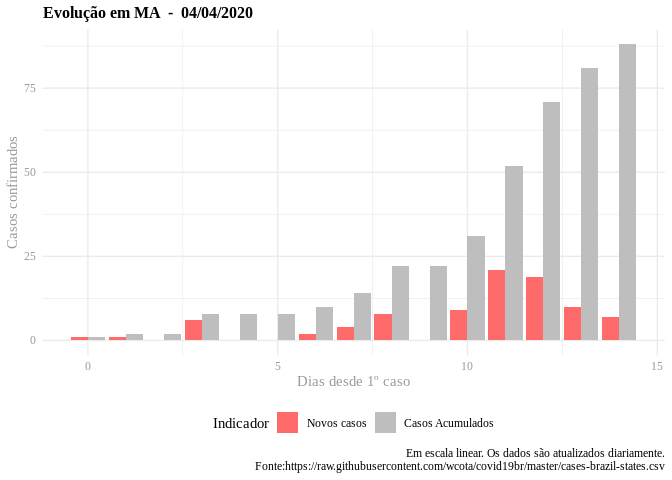 Evolução em MA - 04/04/2020
Casos confirmados
75
50
25
0
0 5 10 15
Dias desde 1º caso
Indicador Novos casos Casos Acumulados
Em escala linear. Os dados são atualizados diariamente.
Fonte:https://raw.githubusercontent.com/wcota/covid19br/master/cases-brazil-states.csv